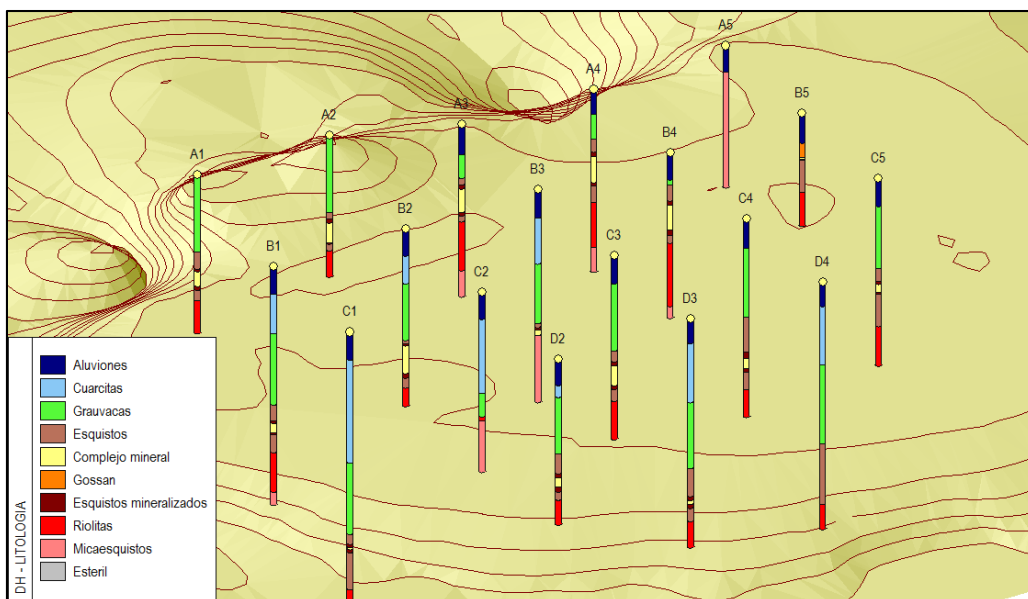 A5
A4
B5
A3
A2
B4
A1
C5
B3
C4
B2
C3
B1
D4
C2
D3
C1
D2
Aluviones
Cuarcitas
Grauvacas
Esquistos
Complejo mineral
Gossan
Esquistos mineralizados
Riolitas
Micaesquistos
Esteril
DH - LITOLOGIA